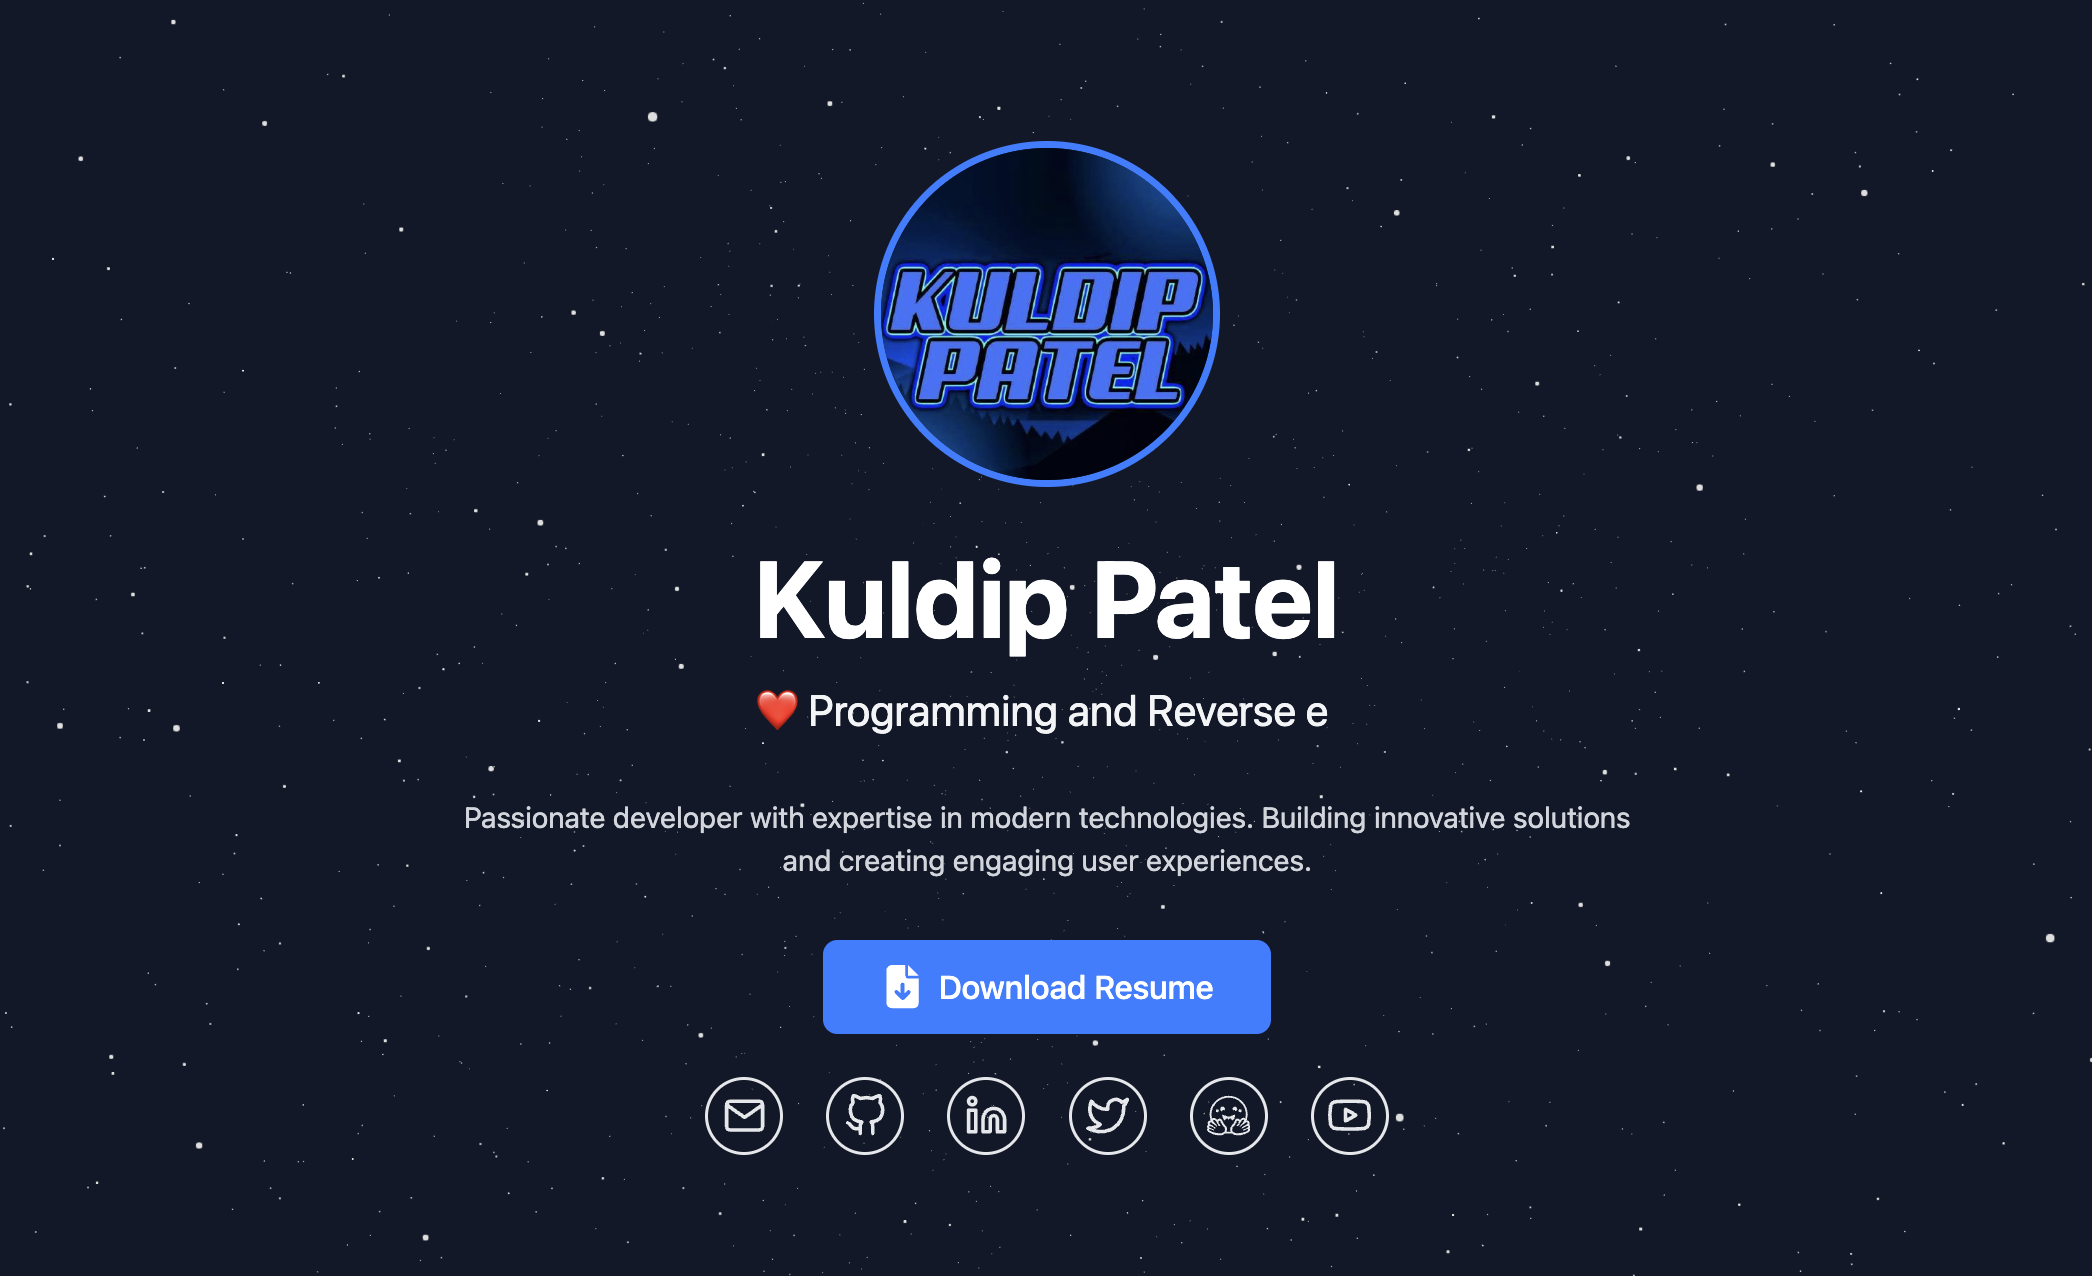 KULDIP
PATEL
Kuldip Patel
❤️ Programming and Reverse e
Passionate developer with expertise in modern technologies. Building innovative solutions
and creating engaging user experiences.
Download Resume